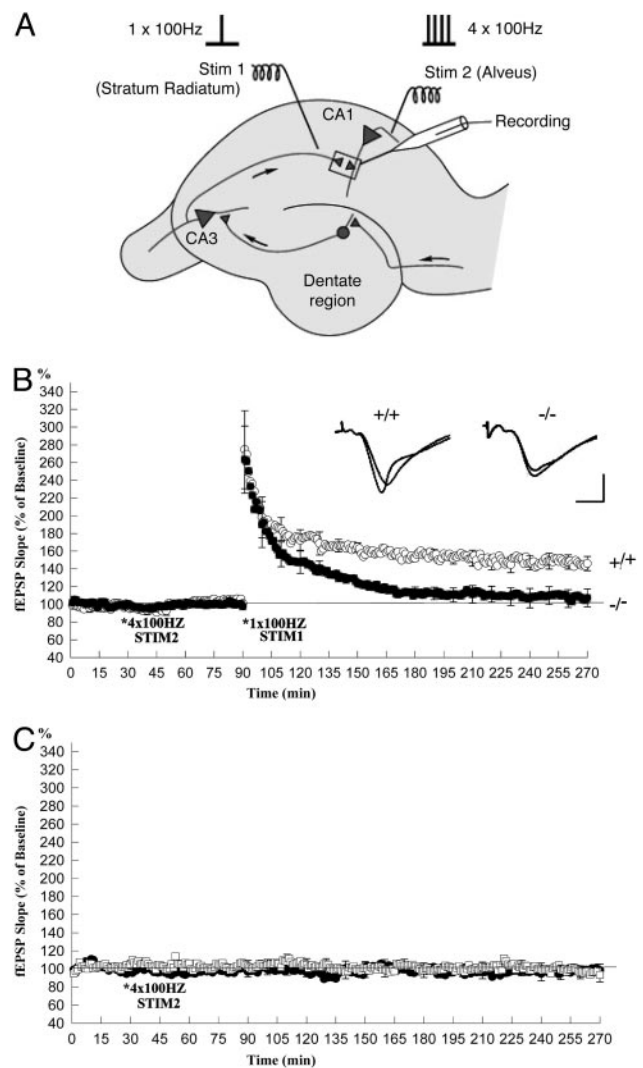 A
1 x 100Hz
4 x 100Hz
Stim 1
(Stratum Radiatum)
Stim 2 (Alveus)
CA1
Recording
CA3
Dentate
region
B
%
340
320
300
280
260
240
220
200
180
160
140
120
100
80
60
40
fEPSP Slope (% of Baseline)
+/+
-/-
+/+
-/-
*4x100HZ
STIM2
*1x100HZ
STIM1
0 15 30 45 60 75 90 105 120 135 150 165 180 195 210 225 240 255 270
Time (min)
C
%
340
320
300
280
260
240
220
200
180
160
140
120
100
80
60
40
fEPSP Slope (% of Baseline)
*4x100HZ
STIM2
0 15 30 45 60 75 90 105 120 135 150 165 180 195 210 225 240 255 270
Time (min)